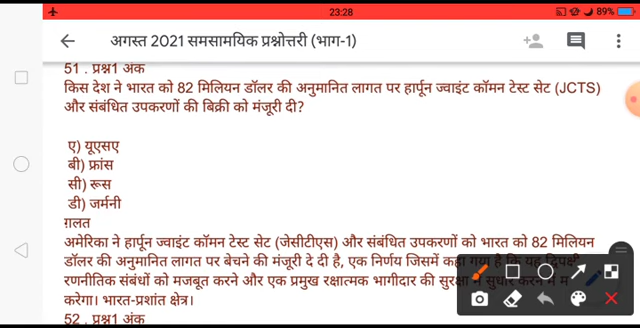 23:28
89%
अगस्त 2021 समसामयिक प्रश्नोत्तरी (भाग-1)
51 . प्रश्न1 अंक
किस देश ने भारत को 82 मिलियन डॉलर की अनुमानित लागत पर हार्पून ज्वाइंट कॉमन टेस्ट सेट (JCTS)
और संबंधित उपकरणों की बिक्री को मंजूरी दी?
ए) यूएसए
बी) फ्रांस
सी) रूस
डी) जर्मनी
ग़लत
अमेरिका ने हार्पून ज्वाइंट कॉमन टेस्ट सेट (जेसीटीएस) और संबंधित उपकरणों को भारत को 82 मिलियन
डॉलर की अनुमानित लागत पर बेचने की मंजूरी दे दी है, एक निर्णय जिसमें कहा गया है कि यह द्विपक्षी
रणनीतिक संबंधों को मजबूत करने और एक प्रमुख रक्षात्मक भागीदार की सुरक्षा में सुधार करने में म
करेगा। भारत-प्रशांत क्षेत्र।
52 . प्रश्न1 अंक